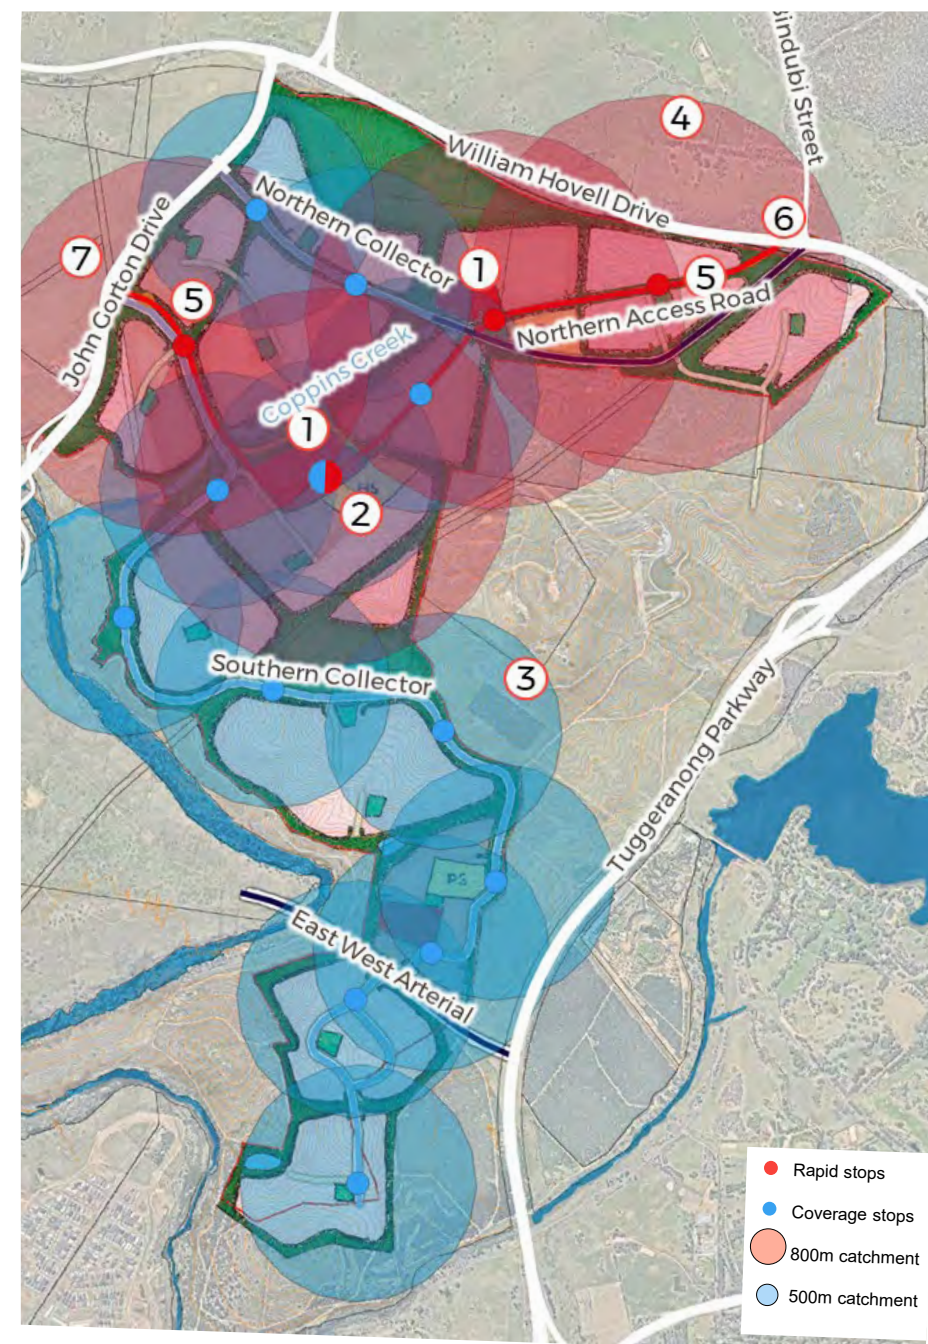 Bindubi Street
4
William Hovell Drive
Northern Collector
6
7
1
5
5
John Gorton Drive
Northern Access Road
Coppins Creek
1
HS
2
Southern Collector
3
Tuggeranong Parkway
PS
East West Arterial
Rapid stops
Coverage stops
800m catchment
500m catchment